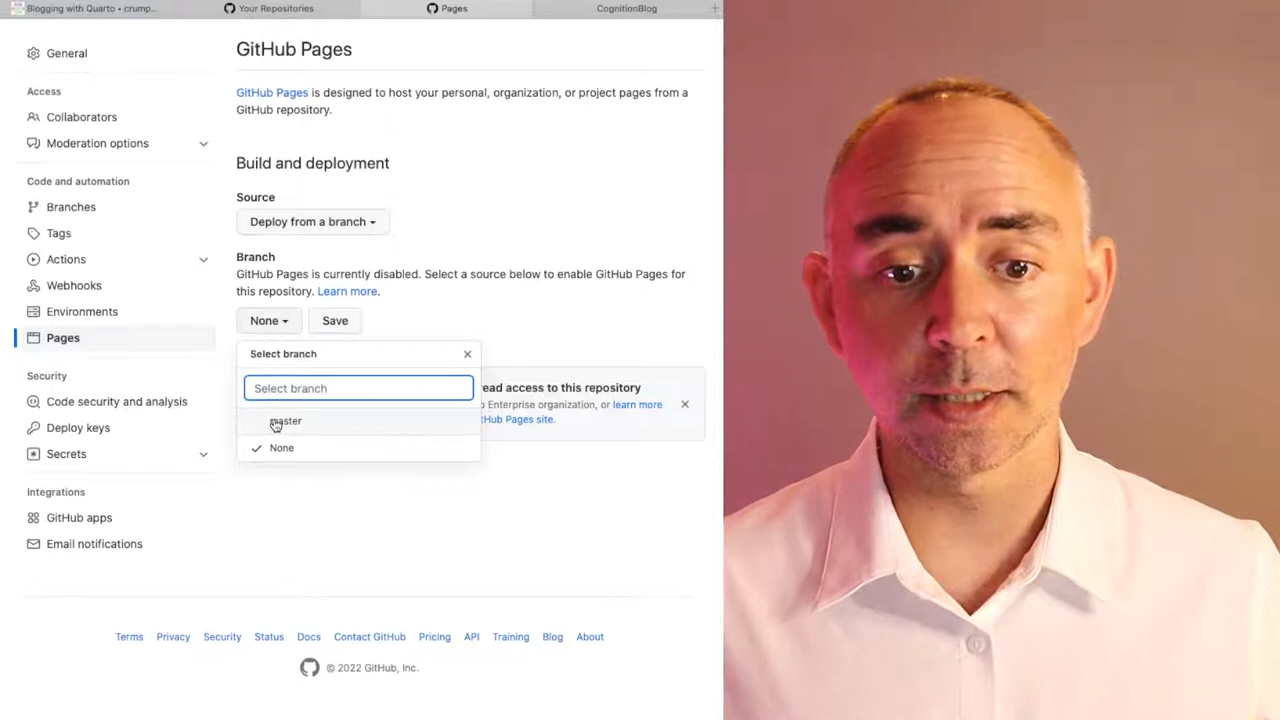 Blogging with Quarto • crump...
Your Repositories
Pages
CognitionBlog
General
Access
Collaborators
Moderation options
Code and automation
Branches
Tags
Actions
Webhooks
Environments
Pages
Security
Code security and analysis
Deploy keys
Secrets
Integrations
GitHub apps
Email notifications
GitHub Pages
GitHub Pages is designed to host your personal, organization, or project pages from a
GitHub repository.
Build and deployment
Source
Deploy from a branch
Branch
GitHub Pages is currently disabled. Select a source below to enable GitHub Pages for
this repository. Learn more.
None
Save
Select branch
Select branch
master
None
read access to this repository
Enterprise organization, or learn more
Pages site.
Terms Privacy Security Status Docs Contact GitHub Pricing API Training Blog About
© 2022 GitHub, Inc.